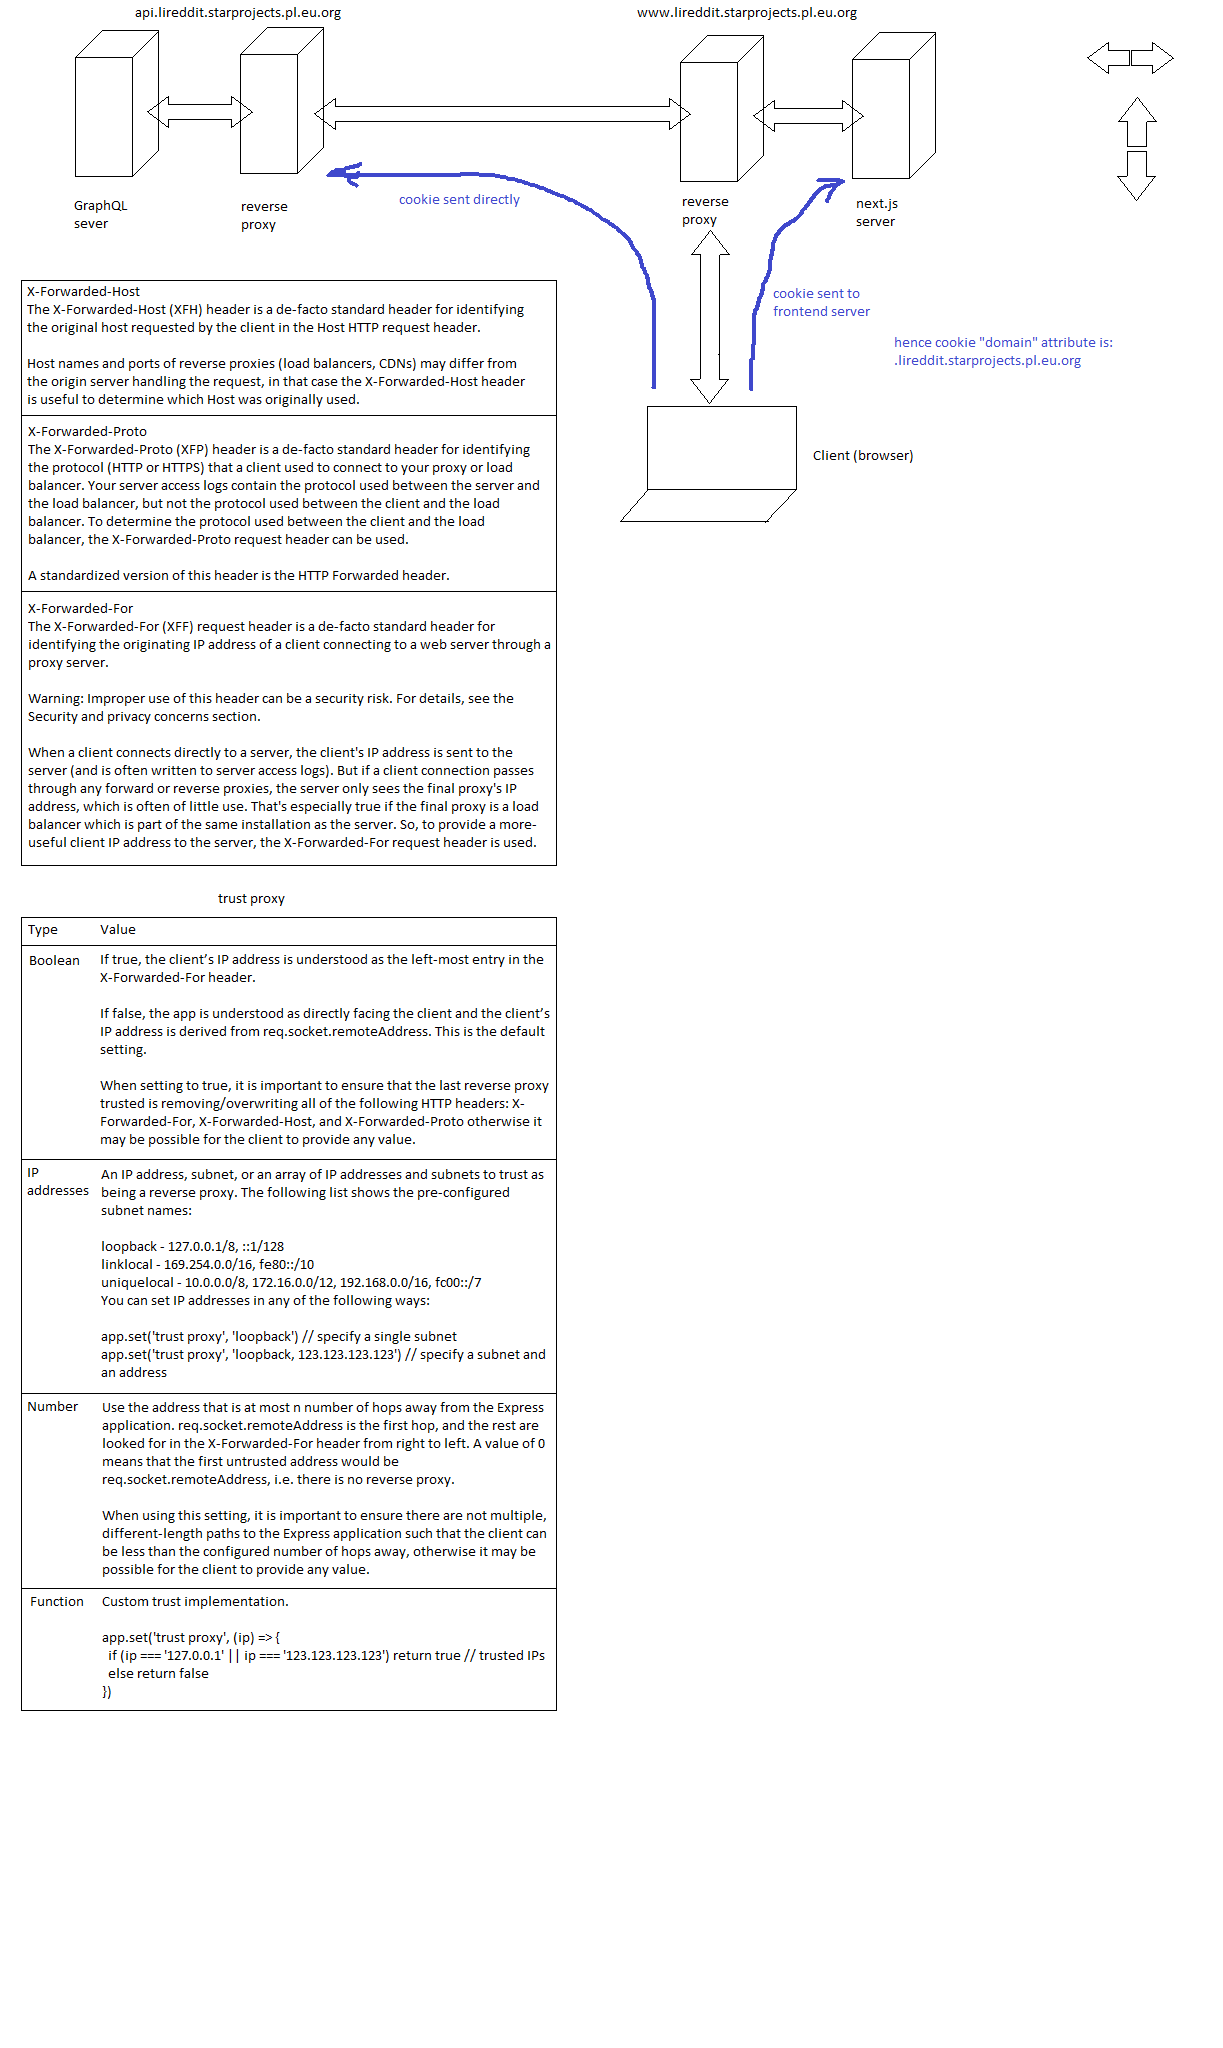 api.lireddit.starprojects.pl.eu.org
www.lireddit.starprojects.pl.eu.org
GraphQL
sever
reverse
proxy
reverse
proxy
next.js
server
cookie sent directly
cookie sent to
frontend server
hence cookie "domain" attribute is:
.lireddit.starprojects.pl.eu.org
Client (browser)
X-Forwarded-Host
The X-Forwarded-Host (XFH) header is a de-facto standard header for identifying
the original host requested by the client in the Host HTTP request header.
Host names and ports of reverse proxies (load balancers, CDNs) may differ from
the origin server handling the request, in that case the X-Forwarded-Host header
is useful to determine which Host was originally used.
X-Forwarded-Proto
The X-Forwarded-Proto (XFP) header is a de-facto standard header for identifying
the protocol (HTTP or HTTPS) that a client used to connect to your proxy or load
balancer. Your server access logs contain the protocol used between the server and
the load balancer, but not the protocol used between the client and the load
balancer. To determine the protocol used between the client and the load
balancer, the X-Forwarded-Proto request header can be used.
A standardized version of this header is the HTTP Forwarded header.
X-Forwarded-For
The X-Forwarded-For (XFF) request header is a de-facto standard header for
identifying the originating IP address of a client connecting to a web server through a
proxy server.
Warning: Improper use of this header can be a security risk. For details, see the
Security and privacy concerns section.
When a client connects directly to a server, the client's IP address is sent to the
server (and is often written to server access logs). But if a client connection passes
through any forward or reverse proxies, the server only sees the final proxy's IP
address, which is often of little use. That's especially true if the final proxy is a load
balancer which is part of the same installation as the server. So, to provide a more-
useful client IP address to the server, the X-Forwarded-For request header is used.
trust proxy
Type Value
Boolean If true, the client’s IP address is understood as the left-most entry in the
X-Forwarded-For header.
If false, the app is understood as directly facing the client and the client’s
IP address is derived from req.socket.remoteAddress. This is the default
setting.
When setting to true, it is important to ensure that the last reverse proxy
trusted is removing/overwriting all of the following HTTP headers: X-
Forwarded-For, X-Forwarded-Host, and X-Forwarded-Proto otherwise it
may be possible for the client to provide any value.
IP
addresses
An IP address, subnet, or an array of IP addresses and subnets to trust as
being a reverse proxy. The following list shows the pre-configured
subnet names:
loopback - 127.0.0.1/8, ::1/128
linklocal - 169.254.0.0/16, fe80::/10
uniquelocal - 10.0.0.0/8, 172.16.0.0/12, 192.168.0.0/16, fc00::/7
You can set IP addresses in any of the following ways:
app.set('trust proxy', 'loopback') // specify a single subnet
app.set('trust proxy', 'loopback, 123.123.123.123') // specify a subnet and
an address
Number Use the address that is at most n number of hops away from the Express
application. req.socket.remoteAddress is the first hop, and the rest are
looked for in the X-Forwarded-For header from right to left. A value of 0
means that the first untrusted address would be
req.socket.remoteAddress, i.e. there is no reverse proxy.
When using this setting, it is important to ensure there are not multiple,
different-length paths to the Express application such that the client can
be less than the configured number of hops away, otherwise it may be
possible for the client to provide any value.
Function Custom trust implementation.
app.set('trust proxy', (ip) => {
if (ip === '127.0.0.1' || ip === '123.123.123.123') return true // trusted IPs
else return false
})